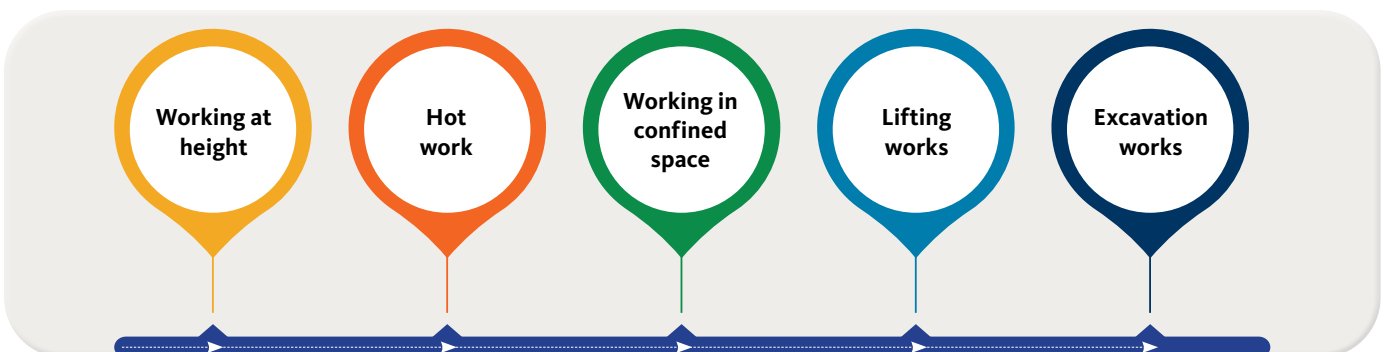 Working at
height
Hot
work
Working in
confined
space
Lifting
works
Excavation
works